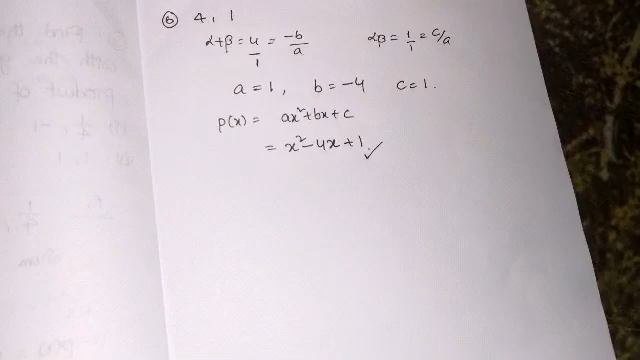 ⑥ 4, 1
α+β = 4/1 = -b/a αβ = 1/1 = c/a
a = 1, b = -4 c = 1.
p(x) = ax²+bx+c
= x²-4x+1 ✓